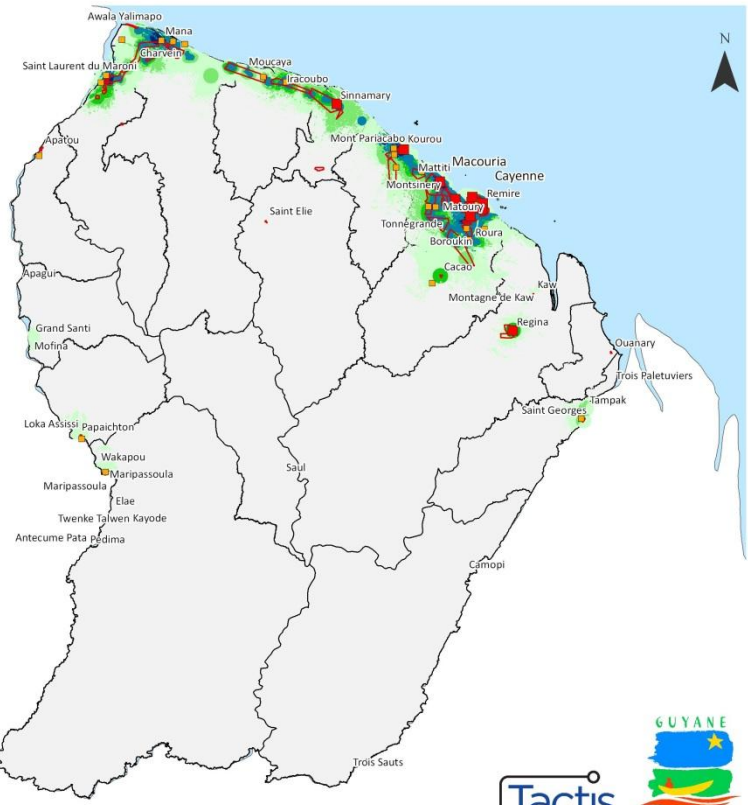 Awala Yalimapo
Mana
Charvein
Saint Laurent du Maroni
Moucaya
Iracoubo
Sinnamary
N
Apatou
Mont Pariacabo Kourou
Mattiti
Macouria
Cayenne
Montsinery
Remire
Matoury
Saint Elie
Tonnegrande
Roura
Boroukin
Cacao
Apagui
Montagne de Kaw
Kaw
Regina
Grand Santi
Mofina
Ouanary
Trois Paletuviers
Tampak
Saint Georges
Loka Assissi
Papaichton
Wakapou
Maripassoula
Maripassoula
Saul
Elae
Twenke Talwen Kayode
Antecume Pata
Pedima
Camopi
GUYANE
Trois Sauts
Tactis